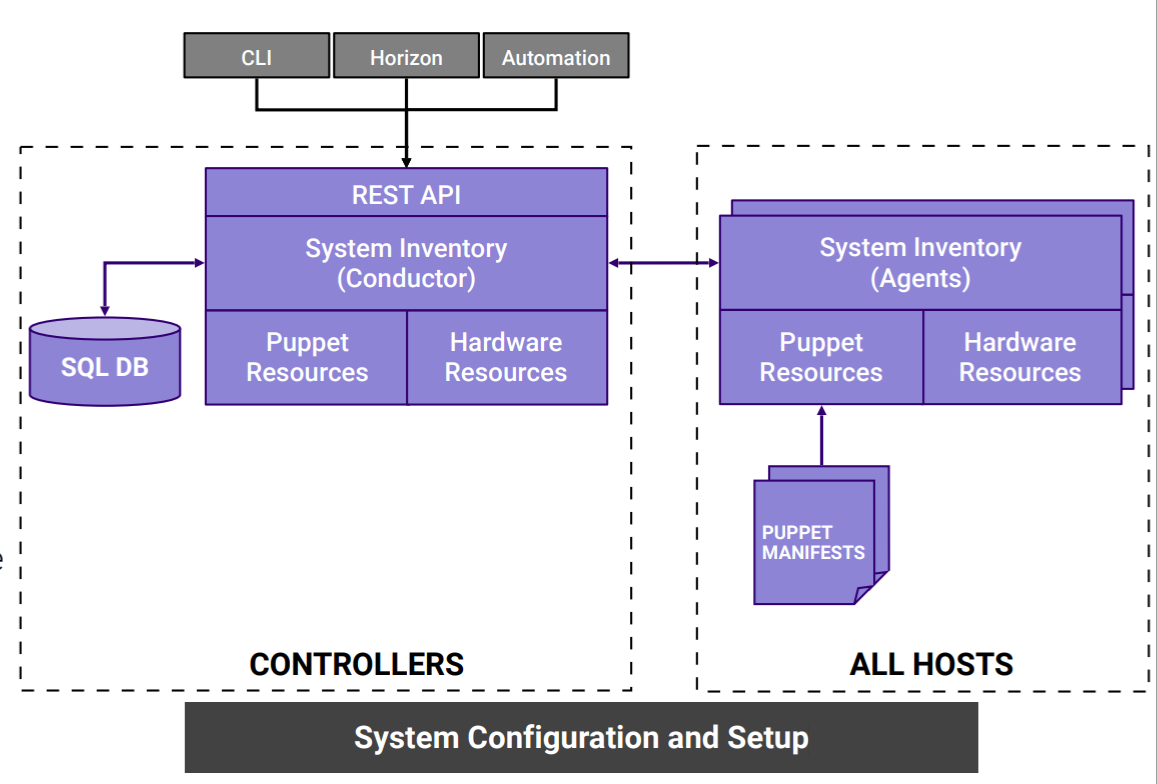 CLI
Horizon
Automation
REST API
System Inventory
(Conductor)
Puppet
Resources
Hardware
Resources
SQL DB
System Inventory
(Agents)
Puppet
Resources
Hardware
Resources
PUPPET
MANIFESTS
e
CONTROLLERS
ALL HOSTS
System Configuration and Setup